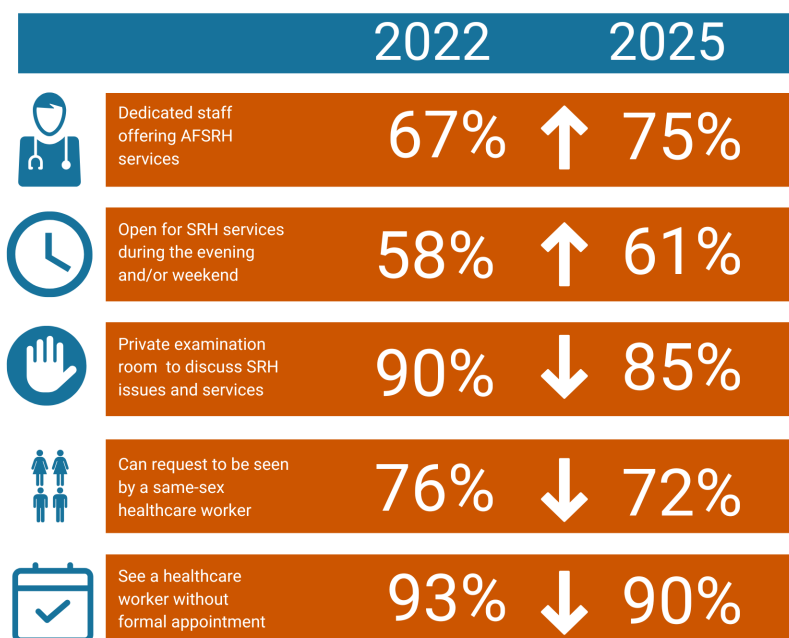 2022 2025
Dedicated staff
offering AFSRH
services
67% 75%
Open for SRH services
during the evening
and/or weekend
58% 61%
Private examination
room to discuss SRH
issues and services
90% 85%
Can request to be seen
by a same-sex
healthcare worker
76% 72%
See a healthcare
worker without
formal appointment
93% 90%